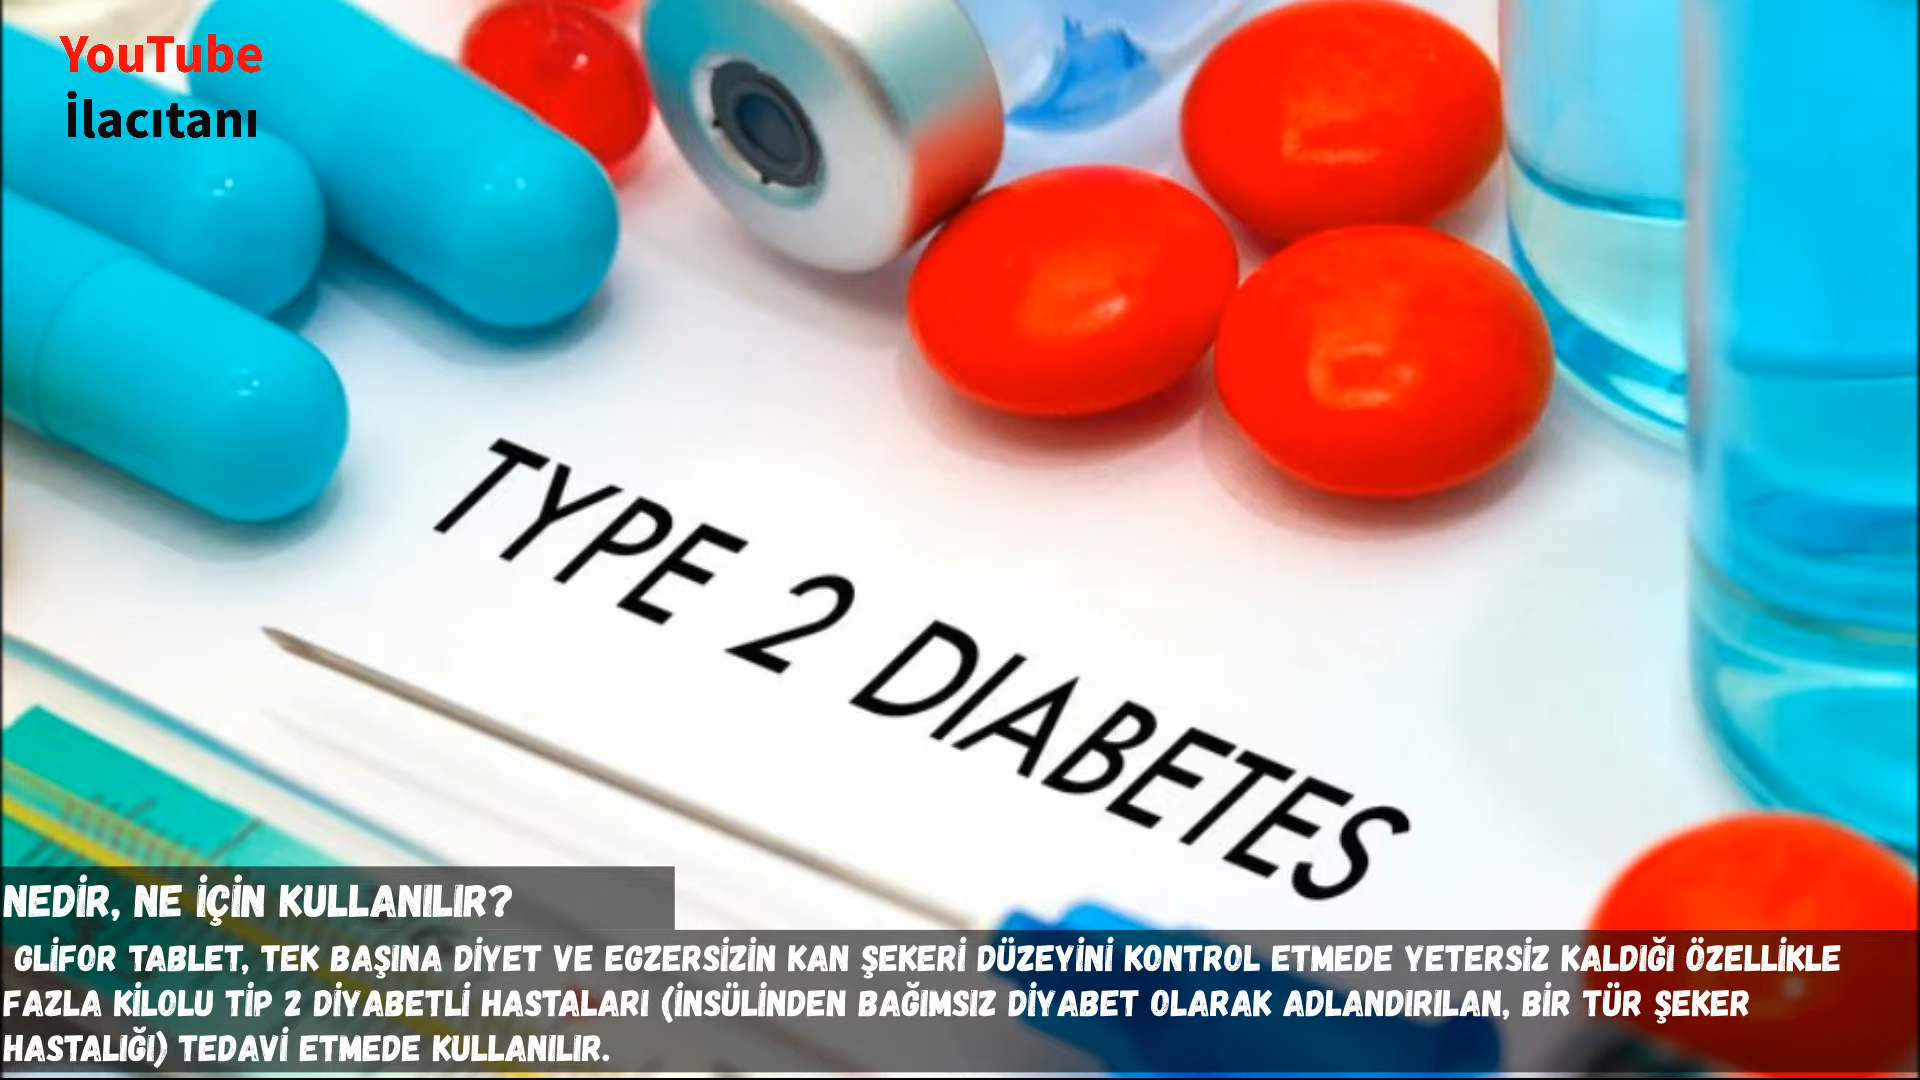 YouTube
İlacıtanı
TYPE 2 DIABETES
NEDİR, NE İÇİN KULLANILIR?
GLİFOR TABLET, TEK BAŞINA DİYET VE EGZERSİZİN KAN ŞEKERİ DÜZEYİNİ KONTROL ETMEDE YETERSİZ KALDIĞI ÖZELLİKLE
FAZLA KİLOLU TİP 2 DİYABETLİ HASTALARI (İNSÜLİNDEN BAĞIMSIZ DİYABET OLARAK ADLANDIRILAN, BİR TÜR ŞEKER
HASTALIĞI) TEDAVİ ETMEDE KULLANILIR.